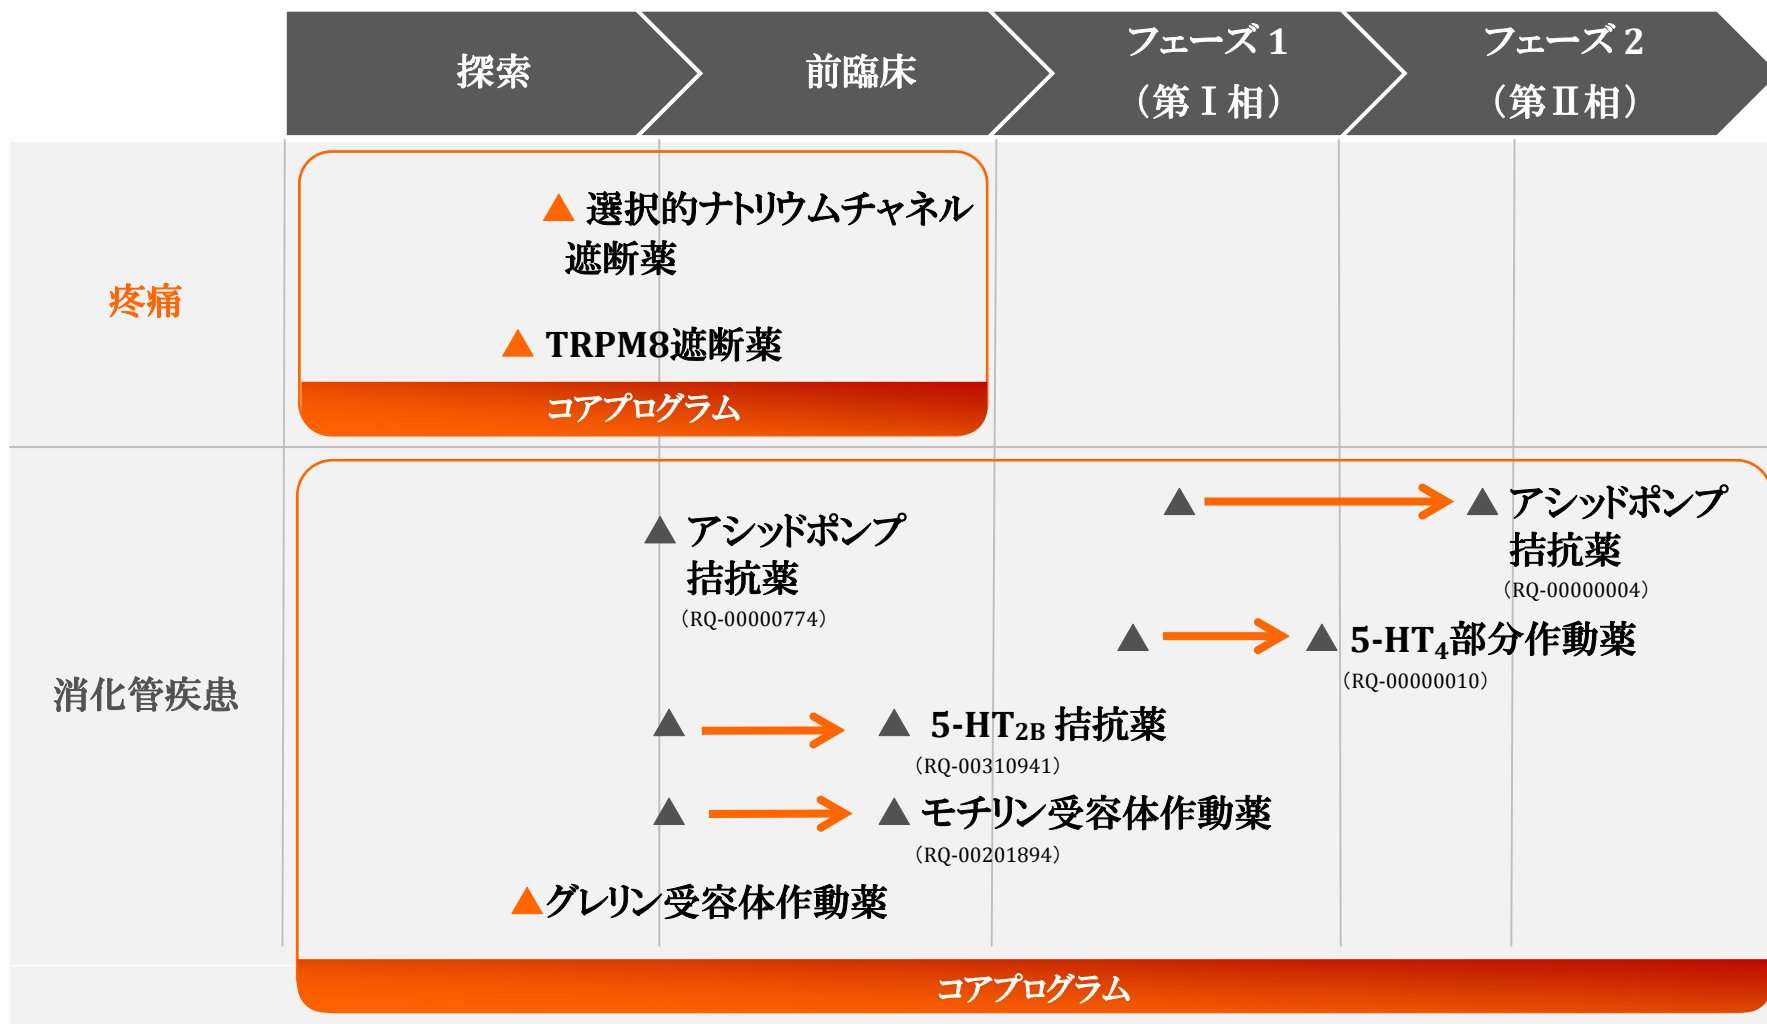 探索
前臨床
フェーズ 1
（第Ⅰ相）
フェーズ 2
（第Ⅱ相）
疼痛
選択的ナトリウムチャネル
遮断薬
TRPM8遮断薬
コアプログラム
消化管疾患
アシッドポンプ
拮抗薬
（RQ-00000774）
アシッドポンプ
拮抗薬
（RQ-00000004）
5-HT4部分作動薬
（RQ-00000010）
5-HT2B 拮抗薬
（RQ-00310941）
モチリン受容体作動薬
（RQ-00201894）
グレリン受容体作動薬
コアプログラム